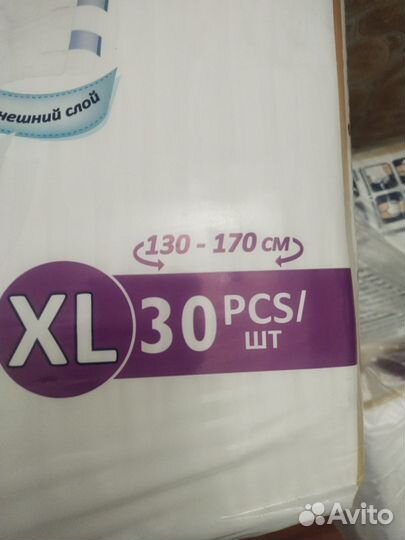 нешний слой
130 - 170 см
XL 30 PCS/
шт
Avito